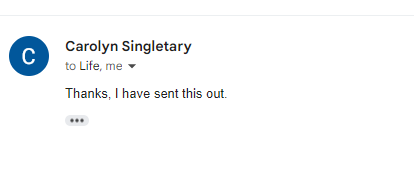 C
Carolyn Singletary
to Life, me
Thanks, I have sent this out.